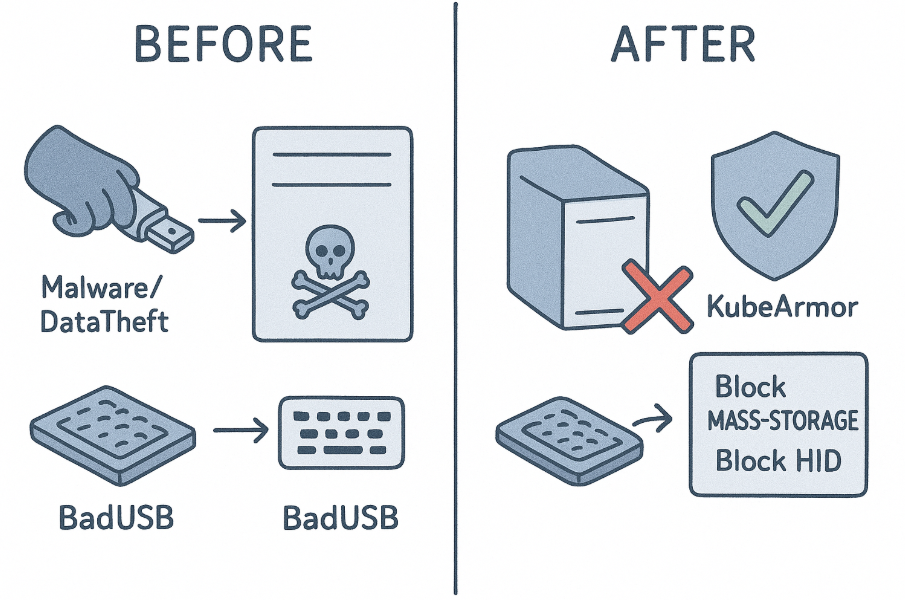 BEFORE
Malware/
DataTheft
BadUSB
BadUSB
AFTER
KubeArmor
Block
MASS-STORAGE
Block HID